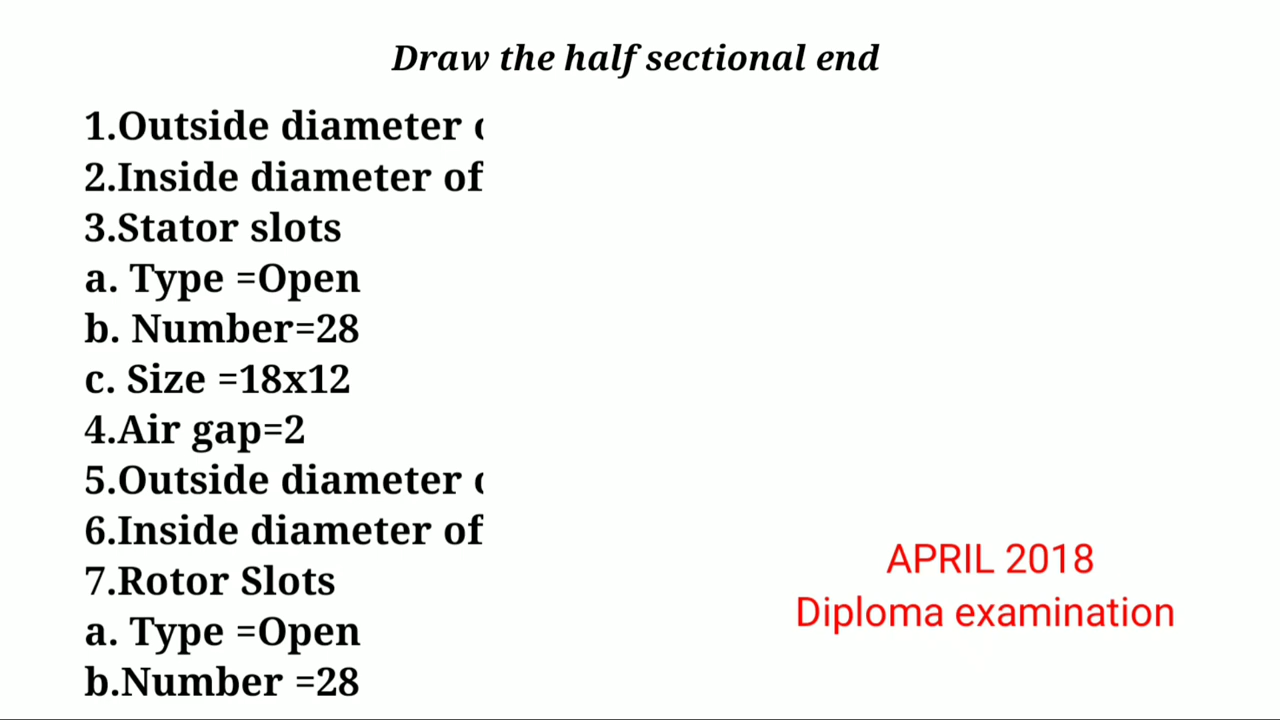 Draw the half sectional end
1.Outside diameter
2.Inside diameter of
3.Stator slots
a. Type =Open
b. Number=28
c. Size =18x12
4.Air gap=2
5.Outside diameter
6.Inside diameter of
7.Rotor Slots
a. Type =Open
b.Number =28
APRIL 2018
Diploma examination